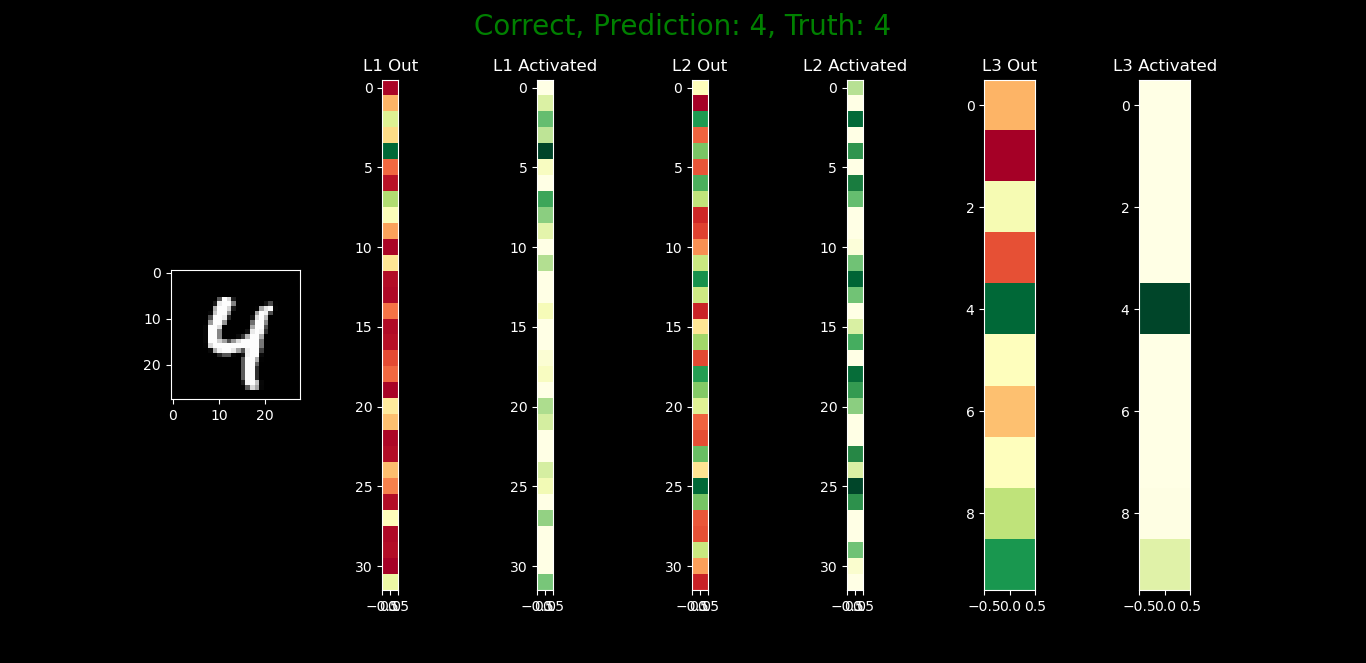 Correct, Prediction: 4, Truth: 4
L1 Out L1 Activated L2 Out L2 Activated L3 Out L3 Activated
0 0 0 0 0 0
5 5 5 5 2 2
10 10 10 10 4 4
15 15 15 15 6 6
20 20 20 20 8 8
25 25 25 25
30 30 30 30
−0.50.0 0.5 −0.50.0 0.5
0
10
20
4
0 10 20